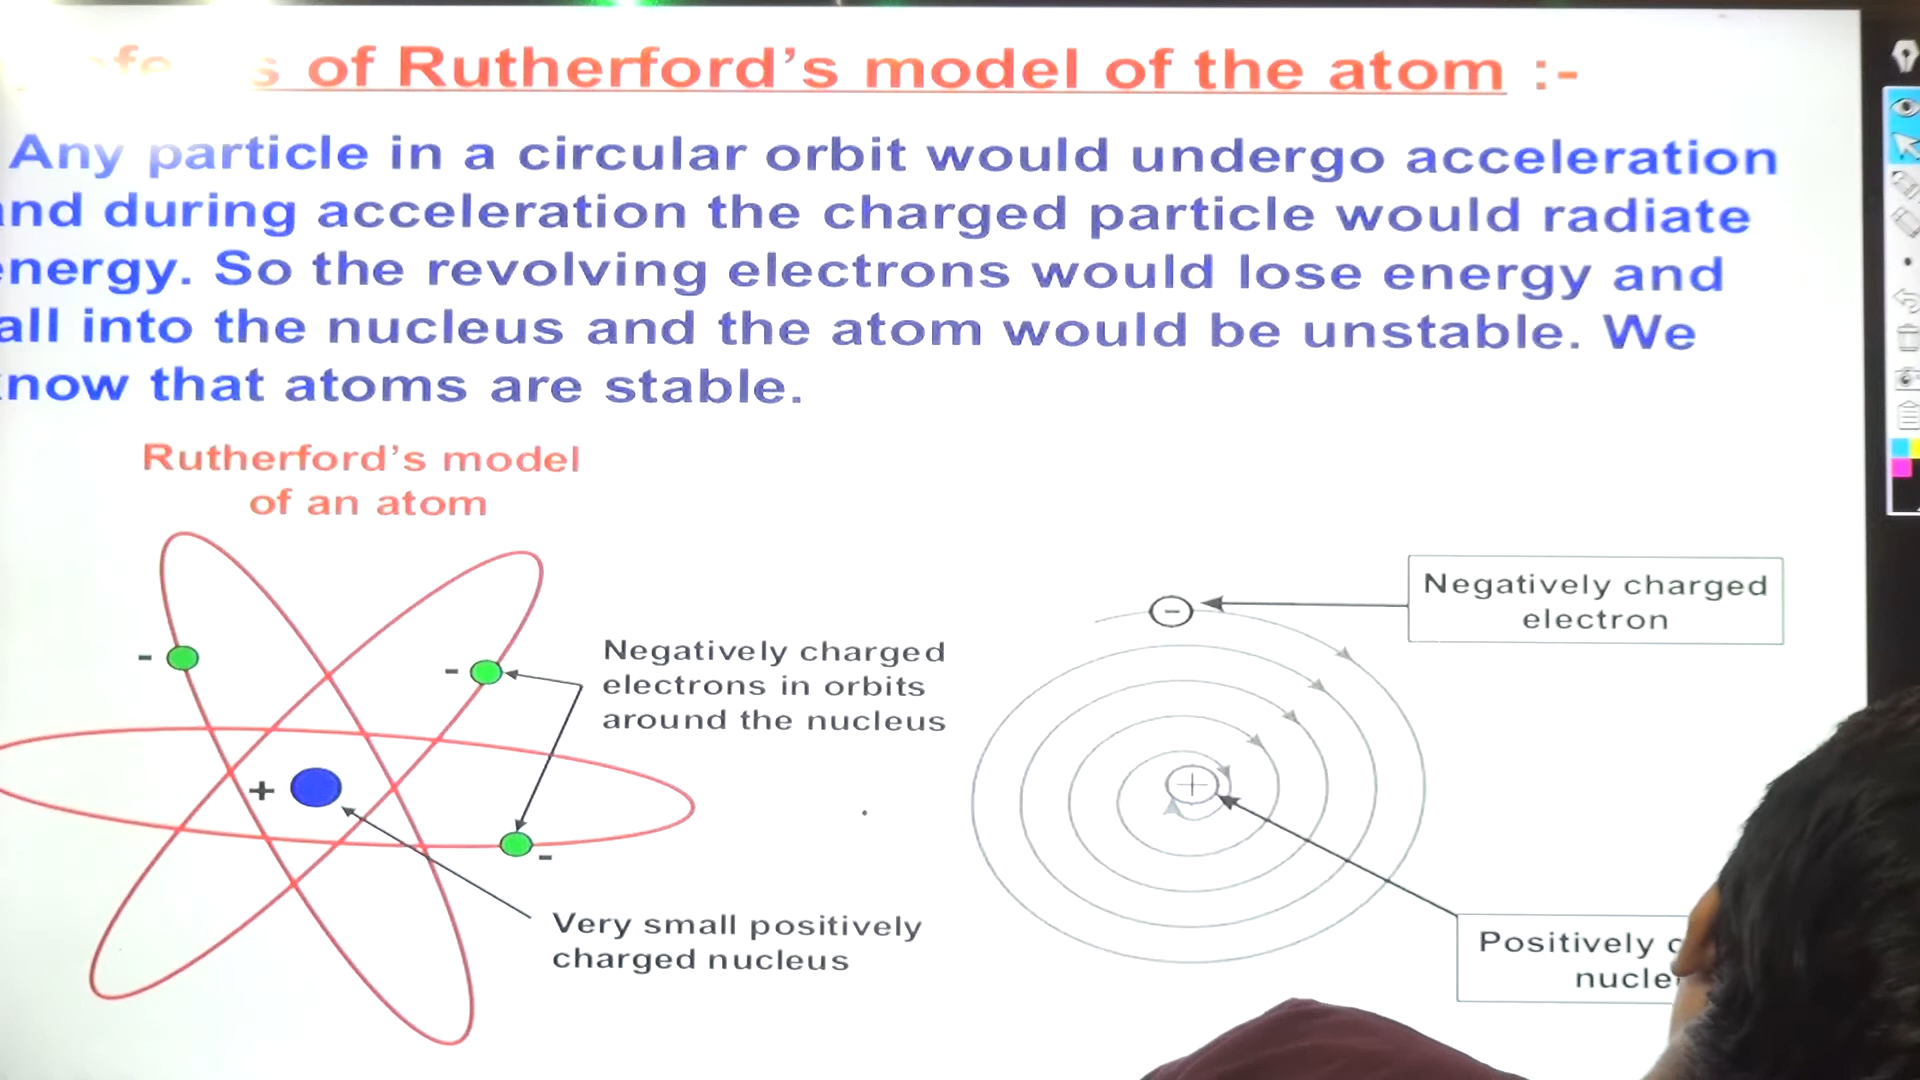 of Rutherford's model of the atom :-
Any particle in a circular orbit would undergo acceleration
during acceleration the charged particle would radiate
So the revolving electrons would lose energy and
into the nucleus and the atom would be unstable. We
that atoms are stable.
Rutherford's model
of an atom
-
-
Negatively charged
electrons in orbits
around the nucleus
+
-
Very small positively
charged nucleus
−
Negatively charged
electron
+
Positively